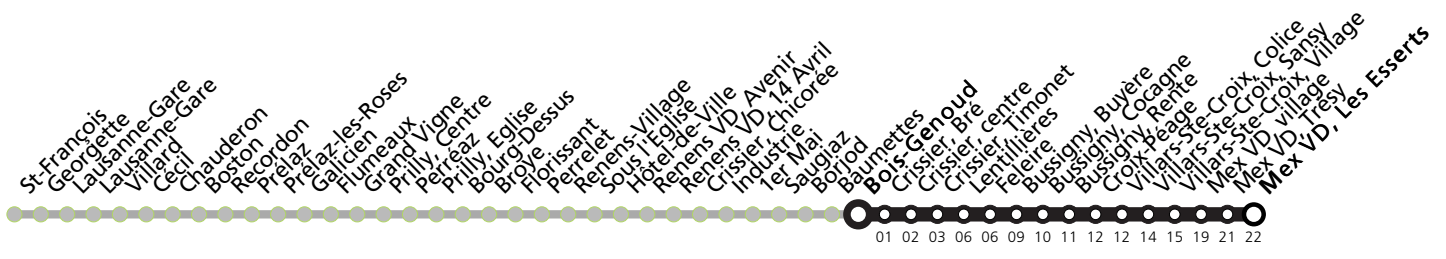 St-François
Georgette
Lausanne-Gare
Lausanne-Gare
Villard
Cecil
Chauderon
Boston
Recordon
Prélaz
Prélaz-les-Roses
Galicien
Flumeaux
Grand Vigne
Prilly, Centre
Perréaz
Prilly, Eglise
Bourg-Dessus
Broye
Florissant
Perrelet
Renens-Village
Sous l'Eglise
Hôtel-de-Ville
Renens VD, Avenir
Renens VD, 14 Avril
Crissier, Chicorée
Industrie
1er Mai
Saugiaz
Borjod
Baumettes
Bois-Genoud
Crissier, Bré
Crissier, centre
Crissier, Timonet
Lentillières
Feleire
Bussigny, Buyère
Bussigny, Cocagne
Bussigny, Rente
Croix-Péage
Villars-Ste-Croix, Colice
Villars-Ste-Croix, Sansy
Villars-Ste-Croix, Village
Mex VD, village
Mex VD, Trésy
Mex VD, Les Esserts
01 02 03 06 06 09 10 11 12 12 14 15 19 21 22